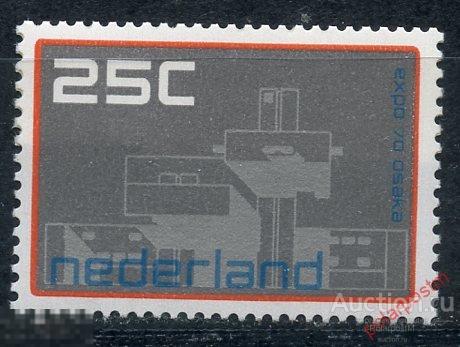 25C
expo 70 osaka
nederland
Auction.ru